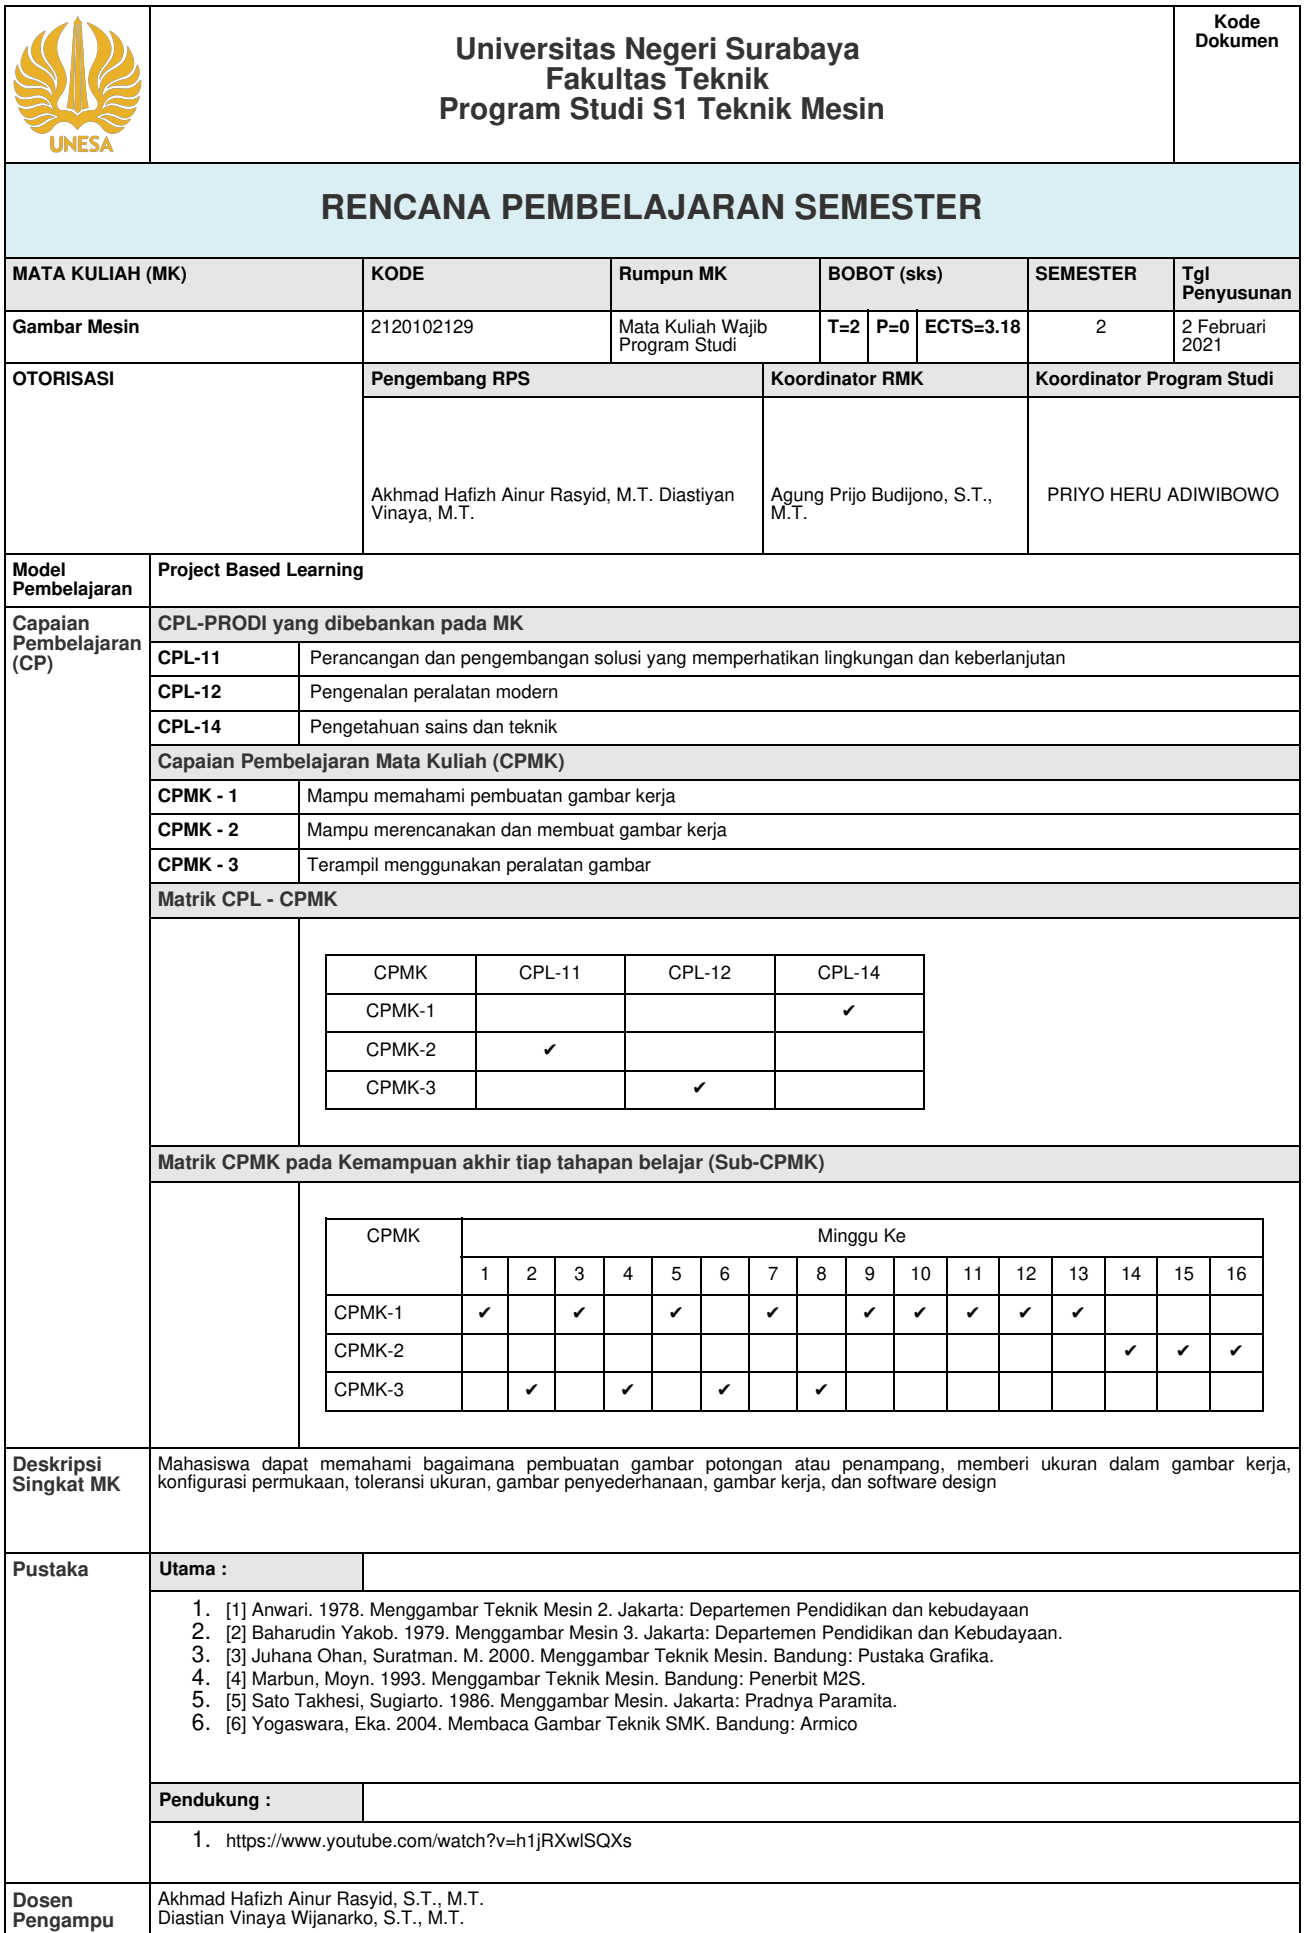 UNESA
Universitas Negeri Surabaya
Fakultas Teknik
Program Studi S1 Teknik Mesin
Kode
Dokumen
RENCANA PEMBELAJARAN SEMESTER
MATA KULIAH (MK) KODE Rumpun MK BOBOT (sks) SEMESTER Tgl
Penyusunan
Gambar Mesin 2120102129 Mata Kuliah Wajib
Program Studi T=2 P=0 ECTS=3.18 2 2 Februari
2021
OTORISASI Pengembang RPS Koordinator RMK Koordinator Program Studi
Akhmad Hafizh Ainur Rasyid, M.T. Diastiyan
Vinaya, M.T.
Agung Prijo Budijono, S.T.,
M.T.
PRIYO HERU ADIWIBOWO
Model
Pembelajaran
Project Based Learning
Capaian
Pembelajaran
(CP)
CPL-PRODI yang dibebankan pada MK
CPL-11 Perancangan dan pengembangan solusi yang memperhatikan lingkungan dan keberlanjutan
CPL-12 Pengenalan peralatan modern
CPL-14 Pengetahuan sains dan teknik
Capaian Pembelajaran Mata Kuliah (CPMK)
CPMK - 1 Mampu memahami pembuatan gambar kerja
CPMK - 2 Mampu merencanakan dan membuat gambar kerja
CPMK - 3 Terampil menggunakan peralatan gambar
Matrik CPL - CPMK
CPMK CPL-11 CPL-12 CPL-14
CPMK-1 ✔
CPMK-2 ✔
CPMK-3 ✔
Matrik CPMK pada Kemampuan akhir tiap tahapan belajar (Sub-CPMK)
CPMK Minggu Ke
1 2 3 4 5 6 7 8 9 10 11 12 13 14 15 16
CPMK-1 ✔ ✔ ✔ ✔ ✔ ✔ ✔ ✔ ✔
CPMK-2 ✔ ✔ ✔
CPMK-3 ✔ ✔ ✔ ✔
Deskripsi
Singkat MK
Mahasiswa dapat memahami bagaimana pembuatan gambar potongan atau penampang, memberi ukuran dalam gambar kerja,
konfigurasi permukaan, toleransi ukuran, gambar penyederhanaan, gambar kerja, dan software design
Pustaka
Utama :
1. [1] Anwari. 1978. Menggambar Teknik Mesin 2. Jakarta: Departemen Pendidikan dan kebudayaan
2. [2] Baharudin Yakob. 1979. Menggambar Mesin 3. Jakarta: Departemen Pendidikan dan Kebudayaan.
3. [3] Juhana Ohan, Suratman. M. 2000. Menggambar Teknik Mesin. Bandung: Pustaka Grafika.
4. [4] Marbun, Moyn. 1993. Menggambar Teknik Mesin. Bandung: Penerbit M2S.
5. [5] Sato Takhesi, Sugiarto. 1986. Menggambar Mesin. Jakarta: Pradnya Paramita.
6. [6] Yogaswara, Eka. 2004. Membaca Gambar Teknik SMK. Bandung: Armico
Pendukung :
1. https://www.youtube.com/watch?v=h1jRXwlSQXs
Dosen
Pengampu
Akhmad Hafizh Ainur Rasyid, S.T., M.T.
Diastian Vinaya Wijanarko, S.T., M.T.